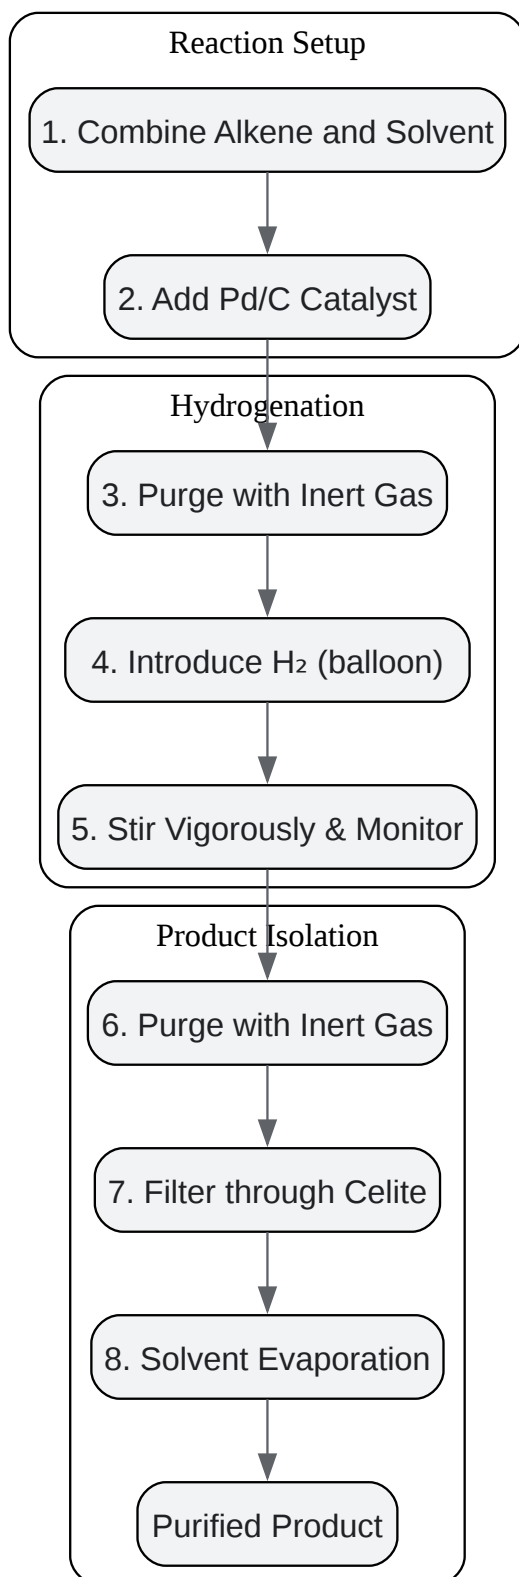 Reaction Setup
1. Combine Alkene and Solvent
2. Add Pd/C Catalyst
Hydrogenation
3. Purge with Inert Gas
4. Introduce H₂ (balloon)
5. Stir Vigorously & Monitor
Product Isolation
6. Purge with Inert Gas
7. Filter through Celite
8. Solvent Evaporation
Purified Product